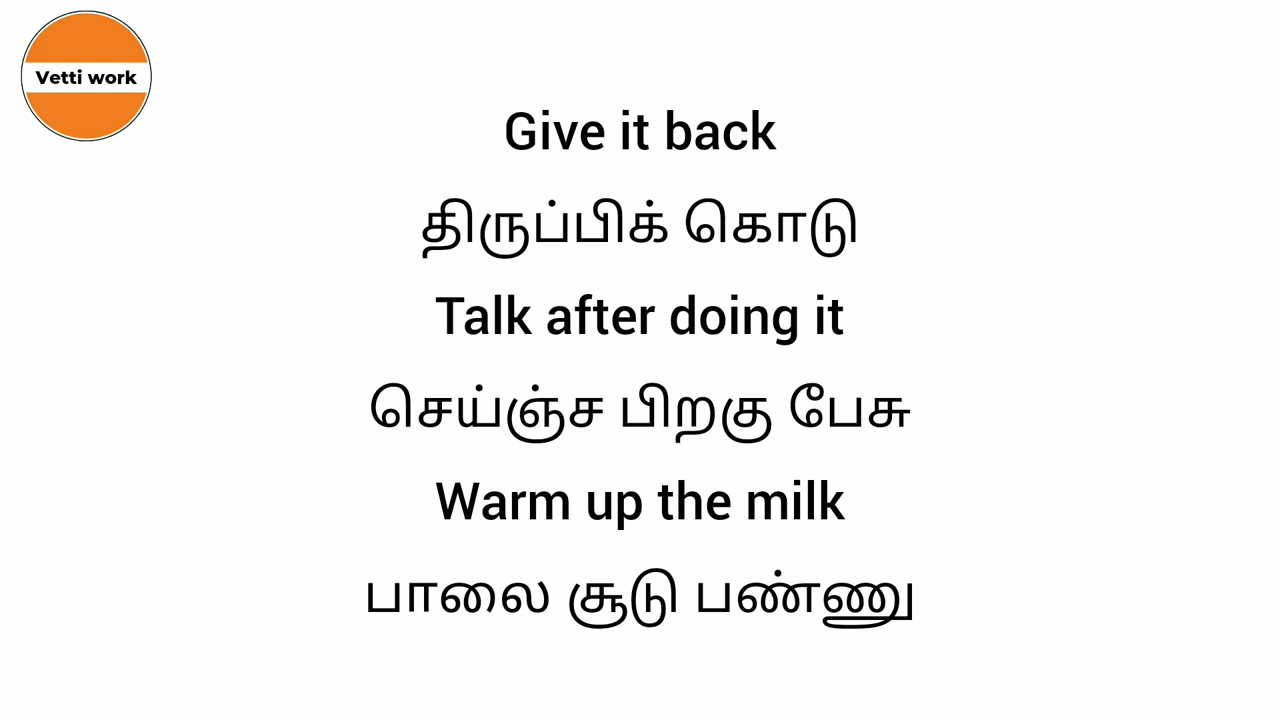 Vetti work
Give it back
திருப்பிக் கொடு
Talk after doing it
செய்ஞ்ச பிறகு பேசு
Warm up the milk
பாலை சூடு பண்ணு